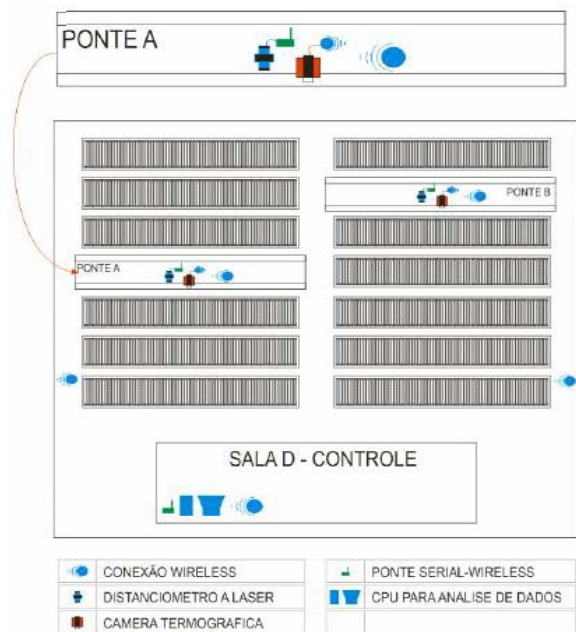 PONTE A
PONTE B
PONTE A
SALA D - CONTROLE
CONEXÃO WIRELESS
PONTE SERIAL-WIRELESS
DISTANCIOMETRO A LASER
CPU PARA ANALISE DE DADOS
CAMERA TERMOGRAFICA